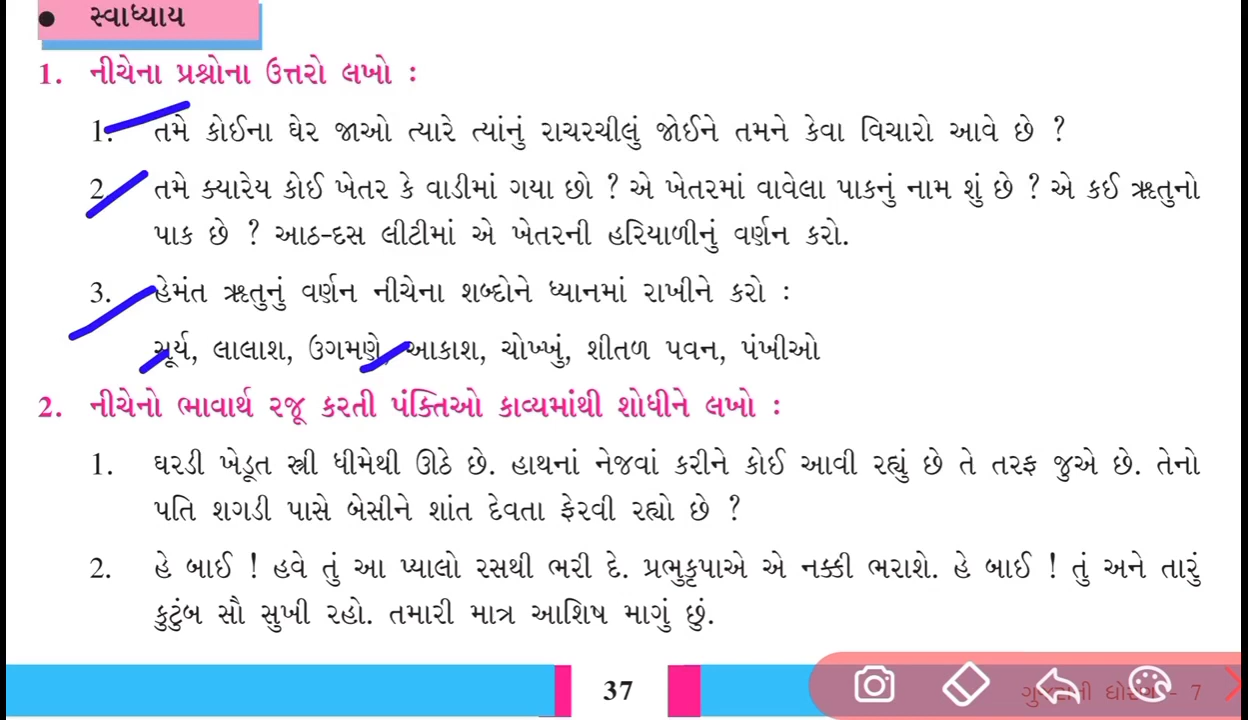 • સ્વાધ્યાય
1. નીચેના પ્રશ્નોના ઉત્તરો લખો :
1. તમે કોઈના ઘેર જાઓ ત્યારે ત્યાંનું રાચરચીલું જોઈને તમને કેવા વિચારો આવે છે ?
2. તમે ક્યારેય કોઈ ખેતર કે વાડીમાં ગયા છો ? એ ખેતરમાં વાવેલા પાકનું નામ શું છે ? એ કઈ ઋતુનો
પાક છે ? આઠ-દસ લીટીમાં એ ખેતરની હરિયાળીનું વર્ણન કરો.
3. હેમંત ઋતુનું વર્ણન નીચેના શબ્દોને ધ્યાનમાં રાખીને કરો :
સૂર્ય, લાલાશ, ઉગમણે, આકાશ, ચોખ્ખું, શીતળ પવન, પંખીઓ
2. નીચેનો ભાવાર્થ રજૂ કરતી પંક્તિઓ કાવ્યમાંથી શોધીને લખો :
1. ઘરડી ખેડૂત સ્ત્રી ધીમેથી ઊઠે છે. હાથનાં નેજવાં કરીને કોઈ આવી રહ્યું છે તે તરફ જુએ છે. તેનો
પતિ શગડી પાસે બેસીને શાંત દેવતા ફેરવી રહ્યો છે ?
2. હે બાઈ ! હવે તું આ પ્યાલો રસથી ભરી દે. પ્રભુકૃપાએ એ નક્કી ભરાશે. હે બાઈ ! તું અને તારું
કુટુંબ સૌ સુખી રહો. તમારી માત્ર આશિષ માગું છું.
37
ગુજરાતી ધોરણ - 7